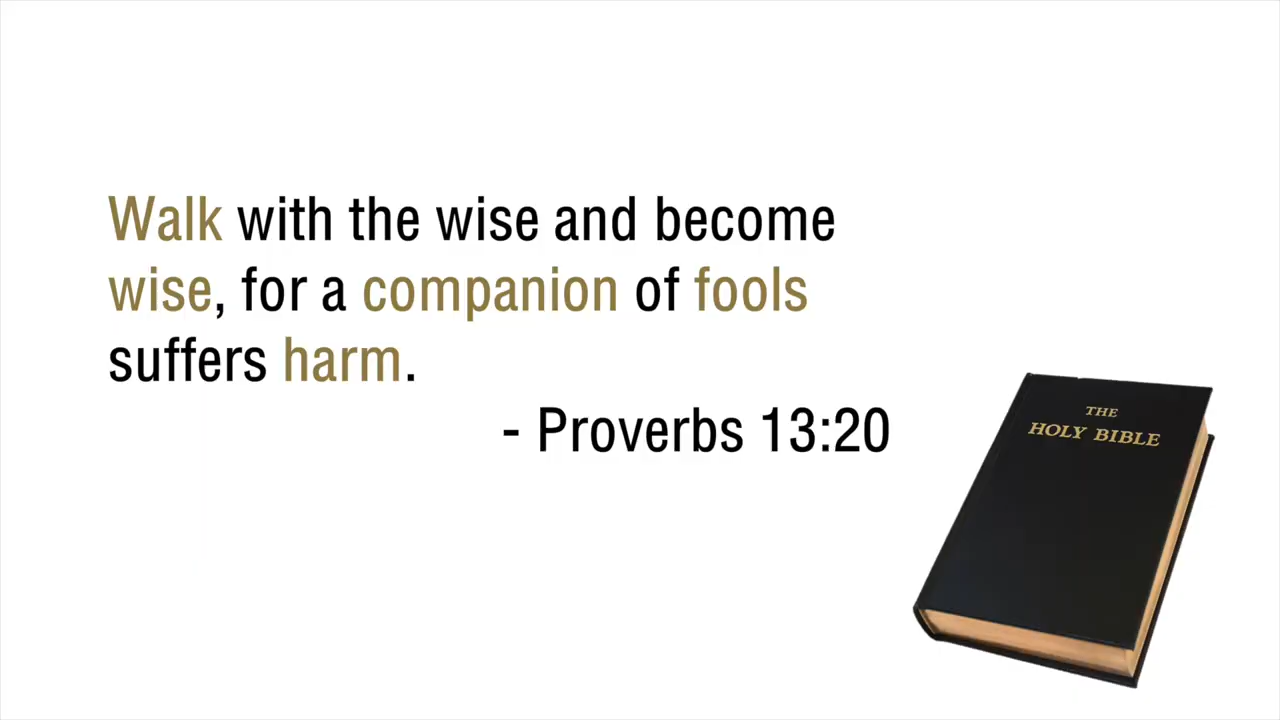 Walk with the wise and become
wise, for a companion of fools
suffers harm.
- Proverbs 13:20
THE
HOLY BIBLE